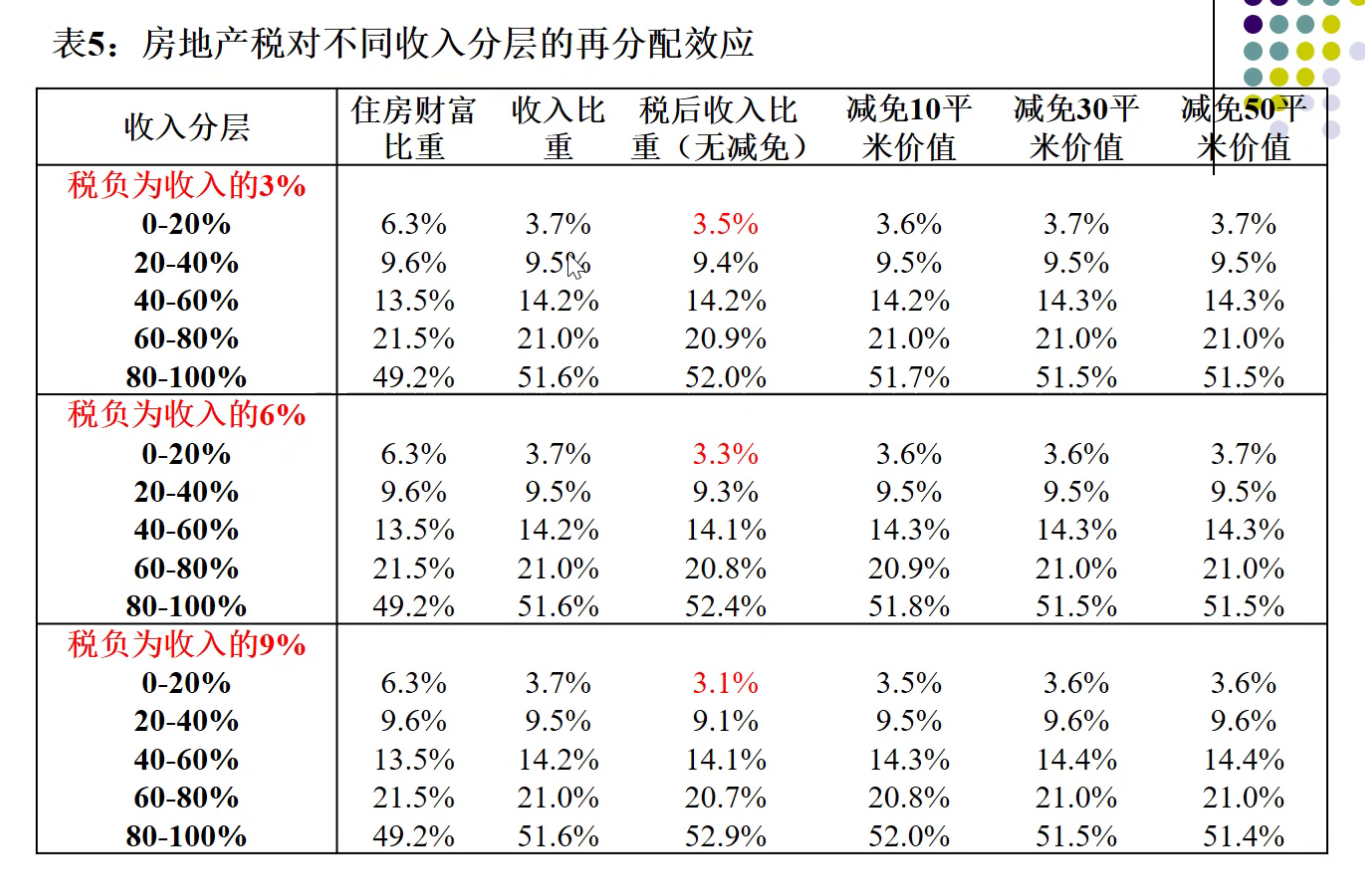 表5：房地产税对不同收入分层的再分配效应
收入分层 住房财富比重 收入比重 税后收入比重（无减免） 减免10平米价值 减免30平米价值 减免50平米价值
税负为收入的3%
0-20% 6.3% 3.7% 3.5% 3.6% 3.7% 3.7%
20-40% 9.6% 9.5% 9.4% 9.5% 9.5% 9.5%
40-60% 13.5% 14.2% 14.2% 14.2% 14.3% 14.3%
60-80% 21.5% 21.0% 20.9% 21.0% 21.0% 21.0%
80-100% 49.2% 51.6% 52.0% 51.7% 51.5% 51.5%
税负为收入的6%
0-20% 6.3% 3.7% 3.3% 3.6% 3.6% 3.7%
20-40% 9.6% 9.5% 9.3% 9.5% 9.5% 9.5%
40-60% 13.5% 14.2% 14.1% 14.3% 14.3% 14.3%
60-80% 21.5% 21.0% 20.8% 20.9% 21.0% 21.0%
80-100% 49.2% 51.6% 52.4% 51.8% 51.5% 51.5%
税负为收入的9%
0-20% 6.3% 3.7% 3.1% 3.5% 3.6% 3.6%
20-40% 9.6% 9.5% 9.1% 9.5% 9.6% 9.6%
40-60% 13.5% 14.2% 14.1% 14.3% 14.4% 14.4%
60-80% 21.5% 21.0% 20.7% 20.8% 21.0% 21.0%
80-100% 49.2% 51.6% 52.9% 52.0% 51.5% 51.4%